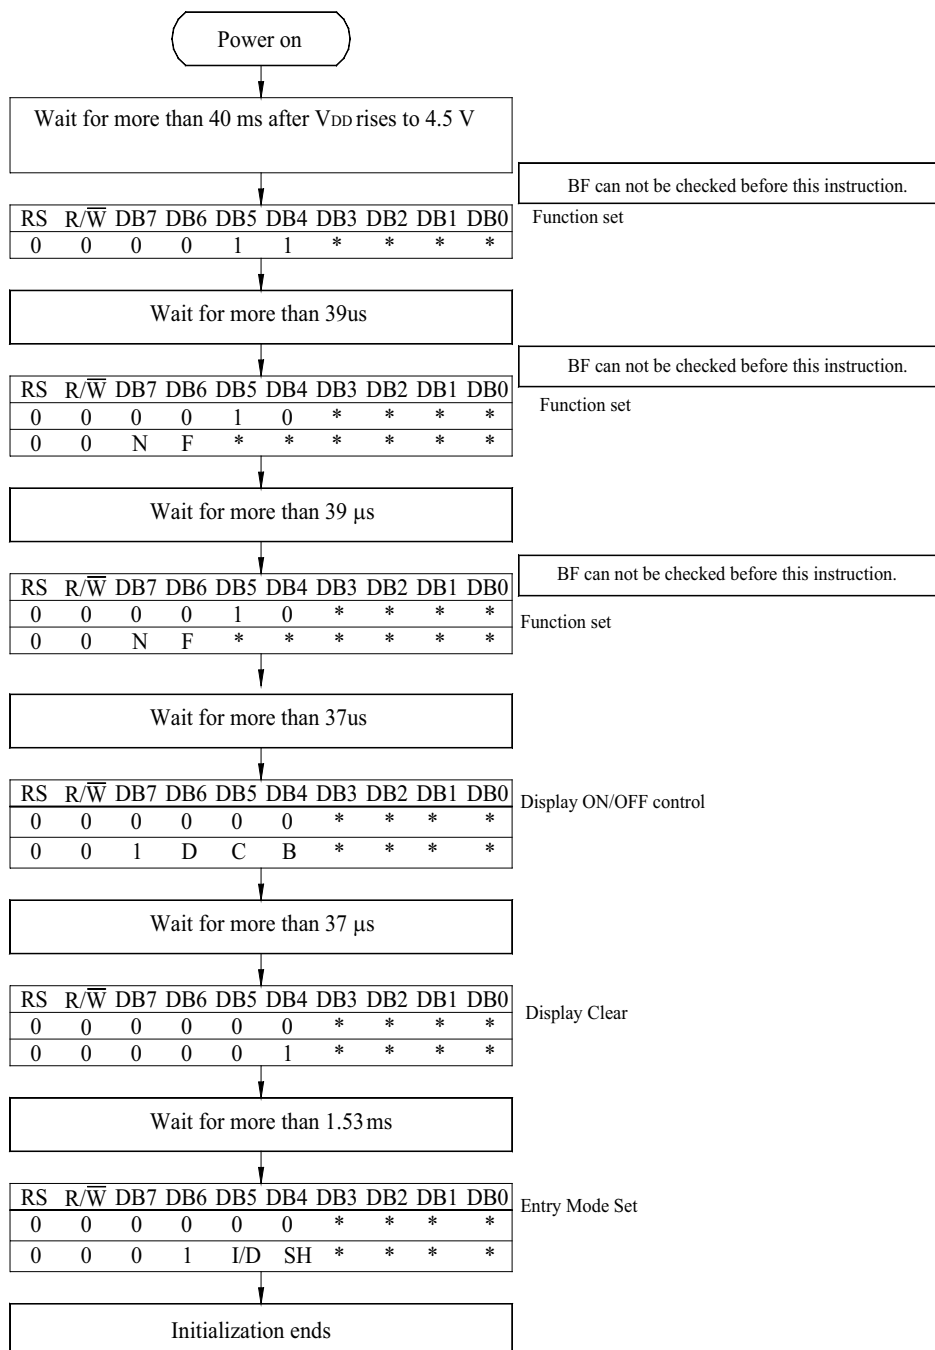 Power on
Wait for more than 40 ms after VDD rises to 4.5 V
BF can not be checked before this instruction.
RS R/W̅ DB7 DB6 DB5 DB4 DB3 DB2 DB1 DB0
Function set
0 0 0 0 1 1 * * * *
Wait for more than 39us
BF can not be checked before this instruction.
RS R/W̅ DB7 DB6 DB5 DB4 DB3 DB2 DB1 DB0
Function set
0 0 0 0 1 0 * * * *
0 0 N F * * * * * *
Wait for more than 39 μs
BF can not be checked before this instruction.
RS R/W̅ DB7 DB6 DB5 DB4 DB3 DB2 DB1 DB0
0 0 0 0 1 0 * * * *
Function set
0 0 N F * * * * * *
Wait for more than 37us
RS R/W̅ DB7 DB6 DB5 DB4 DB3 DB2 DB1 DB0
Display ON/OFF control
0 0 0 0 0 0 * * * *
0 0 1 D C B * * * *
Wait for more than 37 μs
RS R/W̅ DB7 DB6 DB5 DB4 DB3 DB2 DB1 DB0
Display Clear
0 0 0 0 0 0 * * * *
0 0 0 0 0 1 * * * *
Wait for more than 1.53ms
RS R/W̅ DB7 DB6 DB5 DB4 DB3 DB2 DB1 DB0
Entry Mode Set
0 0 0 0 0 0 * * * *
0 0 0 1 I/D SH * * * *
Initialization ends